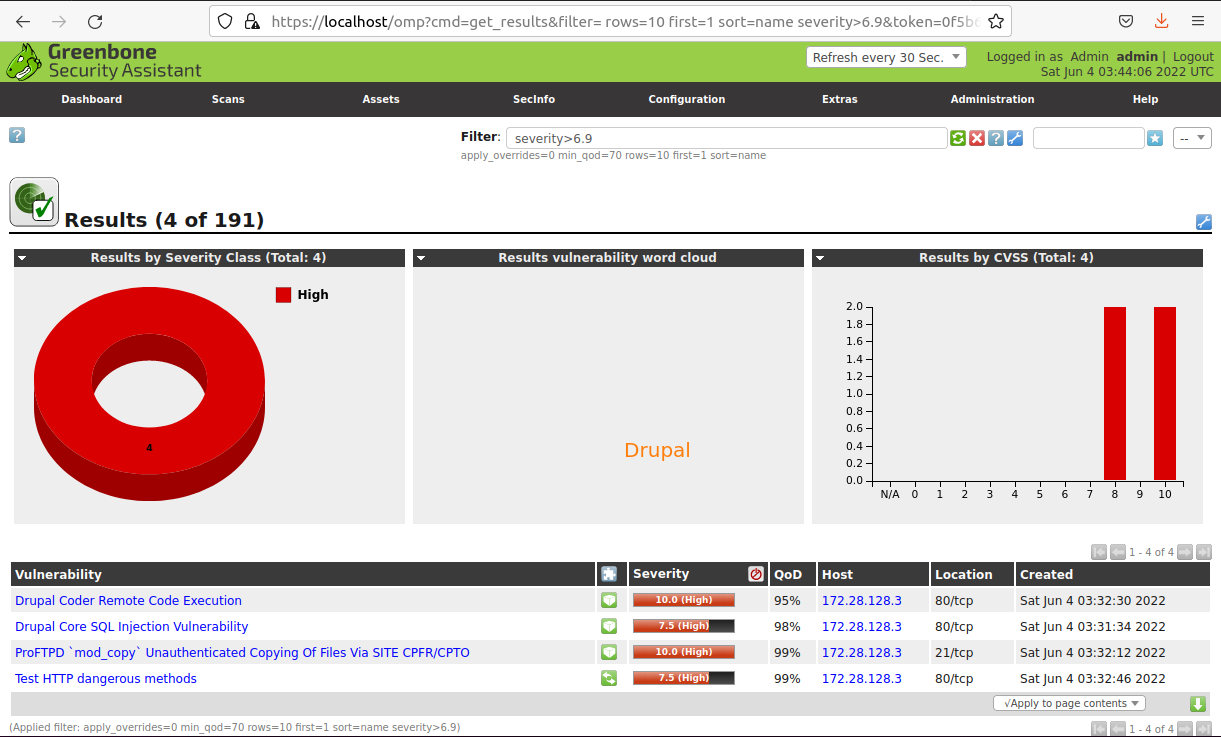 https://localhost/omp?cmd=get_results&filter= rows=10 first=1 sort=name severity>6.9&token=0f5b
Greenbone
Security Assistant
Refresh every 30 Sec.
Logged in as Admin admin | Logout
Sat Jun 4 03:44:06 2022 UTC
Dashboard Scans Assets SecInfo Configuration Extras Administration Help
?
Filter: severity>6.9 ? --
apply_overrides=0 min_qod=70 rows=10 first=1 sort=name
Results (4 of 191)
Results by Severity Class (Total: 4)
High
4
Results vulnerability word cloud
Drupal
Results by CVSS (Total: 4)
2.0
1.8
1.6
1.4
1.2
1.0
0.8
0.6
0.4
0.2
0.0
N/A 0 1 2 3 4 5 6 7 8 9 10
1 - 4 of 4
Vulnerability Severity QoD Host Location Created
Drupal Coder Remote Code Execution 10.0 (High) 95% 172.28.128.3 80/tcp Sat Jun 4 03:32:30 2022
Drupal Core SQL Injection Vulnerability 7.5 (High) 98% 172.28.128.3 80/tcp Sat Jun 4 03:31:34 2022
ProFTPD `mod_copy` Unauthenticated Copying Of Files Via SITE CPFR/CPTO 10.0 (High) 99% 172.28.128.3 21/tcp Sat Jun 4 03:32:12 2022
Test HTTP dangerous methods 7.5 (High) 99% 172.28.128.3 80/tcp Sat Jun 4 03:32:46 2022
√Apply to page contents
(Applied filter: apply_overrides=0 min_qod=70 rows=10 first=1 sort=name severity>6.9)
1 - 4 of 4